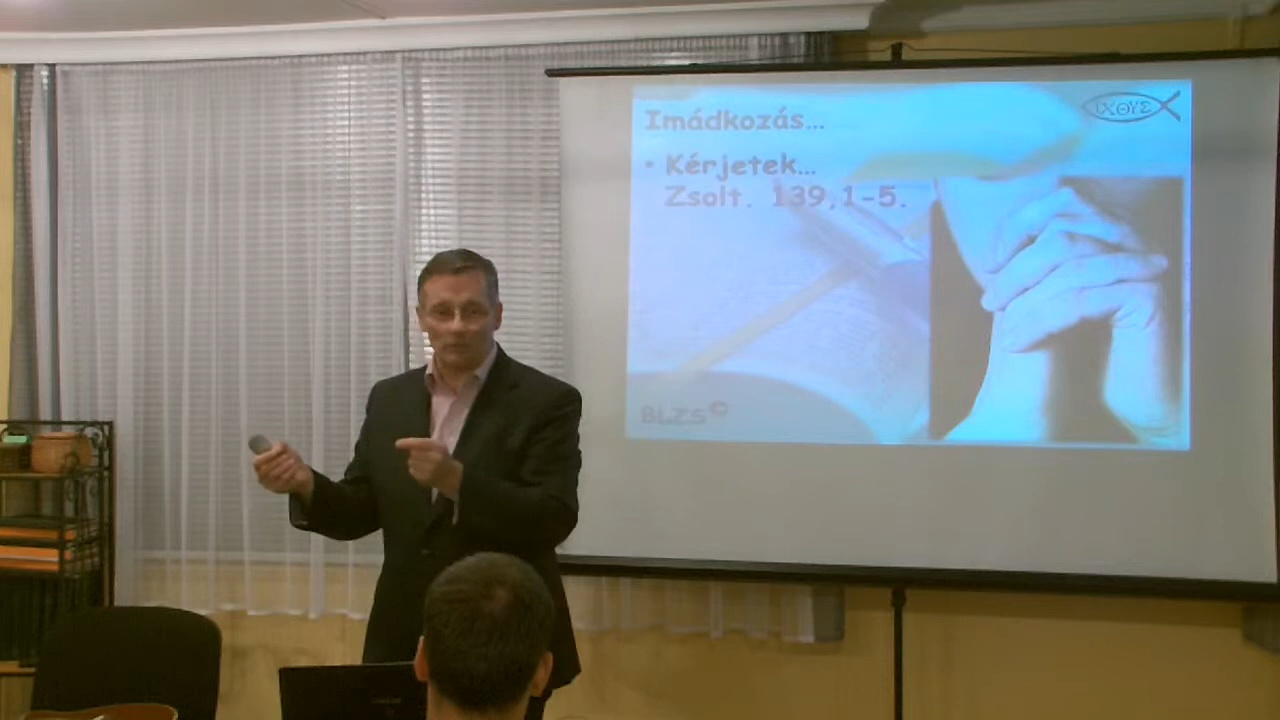 Imádkozás...
ΙΧΘΥΣ
• Kérjetek...
Zsolt. 139,1-5.
BLZS©